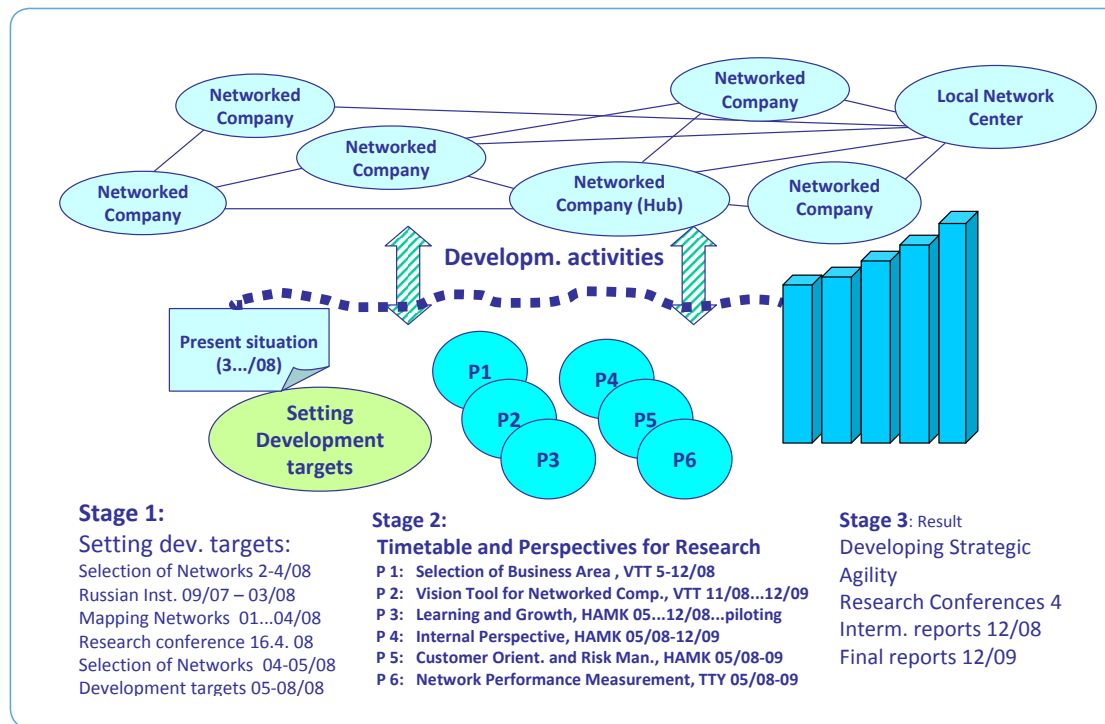 Networked
Company
Networked
Company
Local Network
Center
Networked
Company
Networked
Company
Networked
Company (Hub)
Networked
Company
Developm. activities
Present situation
(3.../08)
Setting
Development
targets
P1
P2
P3
P4
P5
P6
Stage 1:
Setting dev. targets:
Selection of Networks 2-4/08
Russian Inst. 09/07 – 03/08
Mapping Networks 01...04/08
Research conference 16.4. 08
Selection of Networks 04-05/08
Development targets 05-08/08
Stage 2:
Timetable and Perspectives for Research
P 1: Selection of Business Area , VTT 5-12/08
P 2: Vision Tool for Networked Comp., VTT 11/08...12/09
P 3: Learning and Growth, HAMK 05...12/08...piloting
P 4: Internal Perspective, HAMK 05/08-12/09
P 5: Customer Orient. and Risk Man., HAMK 05/08-09
P 6: Network Performance Measurement, TTY 05/08-09
Stage 3: Result
Developing Strategic
Agility
Research Conferences 4
Interm. reports 12/08
Final reports 12/09